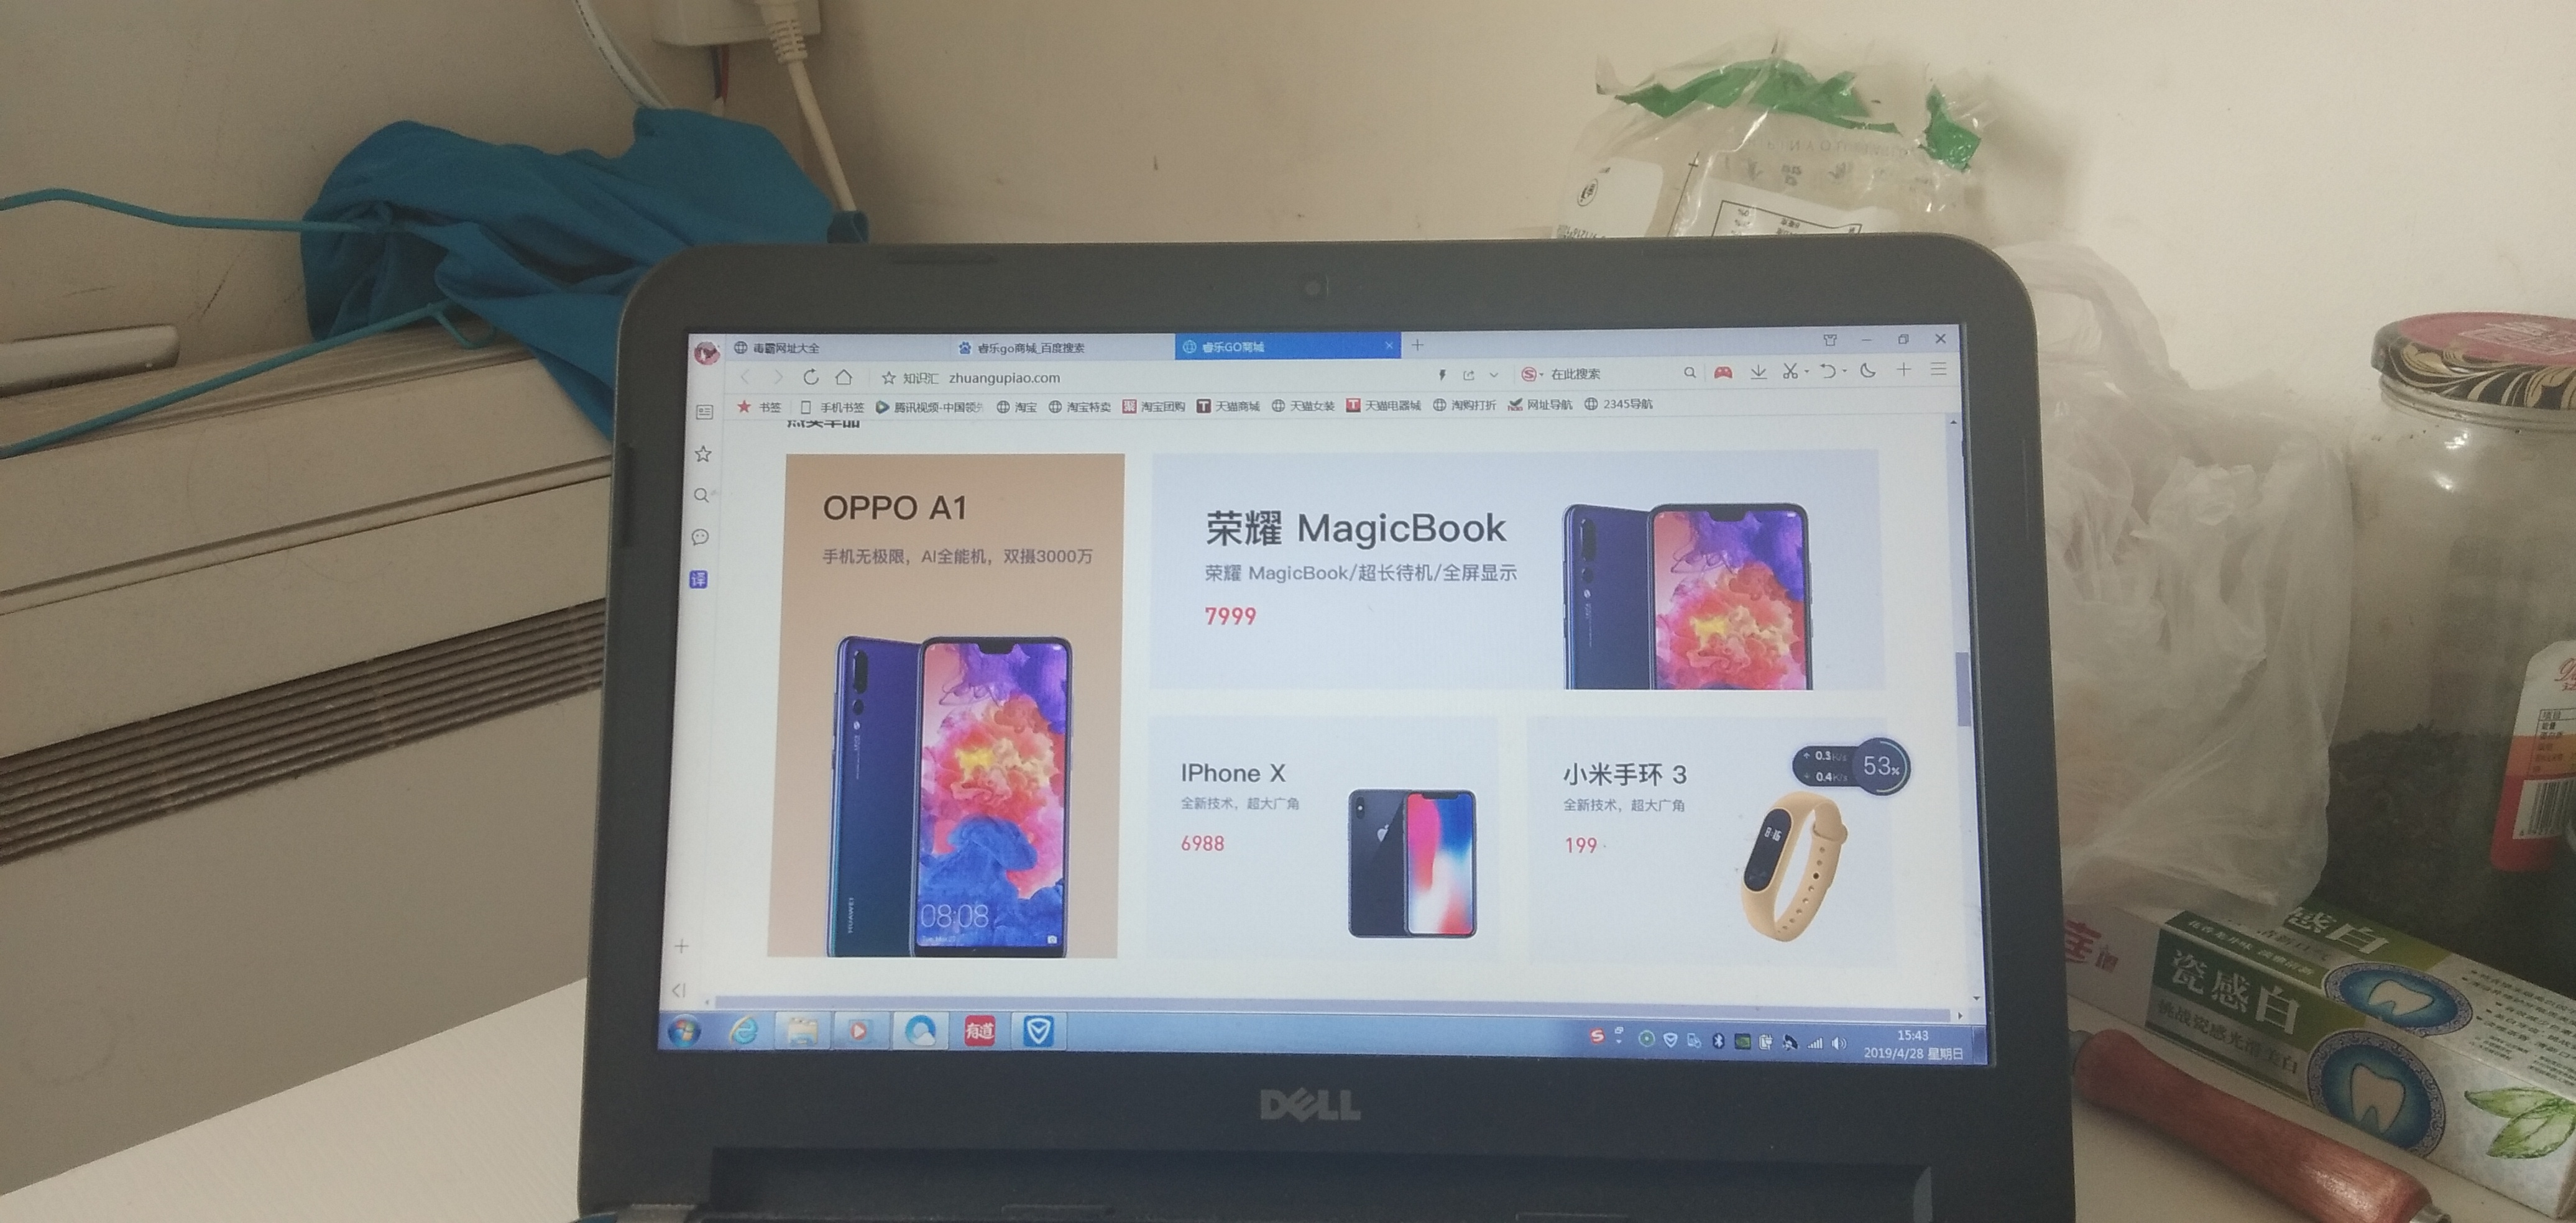 毒霸网址大全
睿乐go商城_百度搜索
睿乐GO商城
知识汇 zhuangupiao.com
在此搜索
书签
手机书签
腾讯视频-中国领
淘宝
淘宝特卖
淘宝团购
天猫商城
天猫女装
天猫电器城
淘购打折
网址导航
2345导航
热卖单品
OPPO A1
手机无极限，AI全能机，双摄3000万
08:08
HUAWEI
荣耀 MagicBook
荣耀 MagicBook/超长待机/全屏显示
7999
IPhone X
全新技术，超大广角
6988
小米手环 3
全新技术，超大广角
199
0.3K/s
0.4K/s
53%
译
有道
15:43
2019/4/28 星期日
DELL
感白
瓷感白